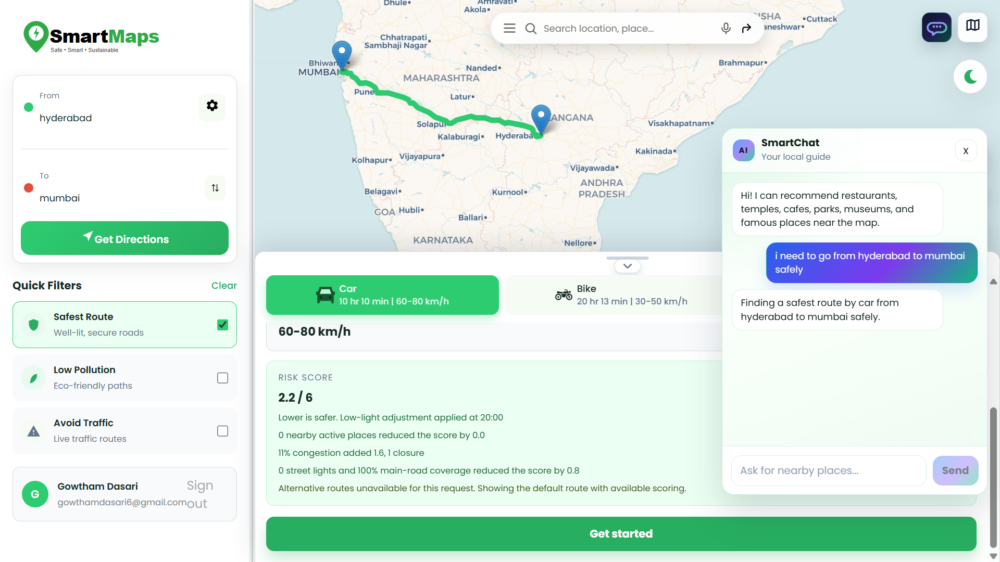 SmartMaps
Safe • Smart • Sustainable
From
hyderabad
To
mumbai
Get Directions
Quick Filters
Clear
Safest Route
Well-lit, secure roads
Low Pollution
Eco-friendly paths
Avoid Traffic
Live traffic routes
G
Gowtham Dasari
gowthamdasari6@gmail.com
Sign
out
Search location, place...
Dhule
Amravati
Akola
Chhatrapati
Sambhaji Nagar
Bhiwan
MUMBAI
Nanded
MAHARASHTRA
Pune
Latur
Solapur
Kalaburagi
Hyderaba
ANGANA
Kolhapur
Vijayapura
Belagavi
GOA
Hubli
Ballari
Kurnool
KARNATAKA
Nellore
ANDHRA
PRADESH
Vijayawada
Kakinada
Visakhapatnam
Brahmapur
ISHA
aneshwar
Cuttack
Car
10 hr 10 min | 60-80 km/h
Bike
20 hr 13 min | 30-50 km/h
60-80 km/h
RISK SCORE
2.2 / 6
Lower is safer. Low-light adjustment applied at 20:00
0 nearby active places reduced the score by 0.0
11% congestion added 1.6, 1 closure
0 street lights and 100% main-road coverage reduced the score by 0.8
Alternative routes unavailable for this request. Showing the default route with available scoring.
Get started
AI
SmartChat
Your local guide
X
Hi! I can recommend restaurants,
temples, cafes, parks, museums, and
famous places near the map.
i need to go from hyderabad to mumbai
safely
Finding a safest route by car from
hyderabad to mumbai safely.
Ask for nearby places...
Send